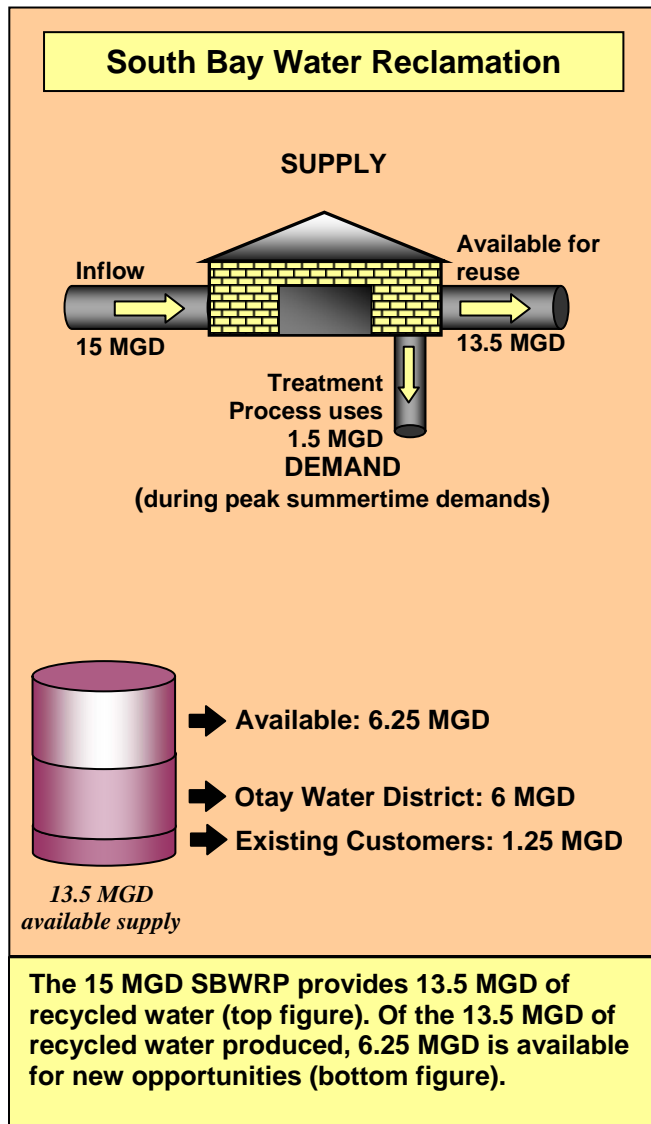 South Bay Water Reclamation
SUPPLY
Inflow
15 MGD
Available for
reuse
13.5 MGD
Treatment
Process uses
1.5 MGD
DEMAND
(during peak summertime demands)
Available: 6.25 MGD
Otay Water District: 6 MGD
Existing Customers: 1.25 MGD
13.5 MGD
available supply
The 15 MGD SBWRP provides 13.5 MGD of
recycled water (top figure). Of the 13.5 MGD of
recycled water produced, 6.25 MGD is available
for new opportunities (bottom figure).